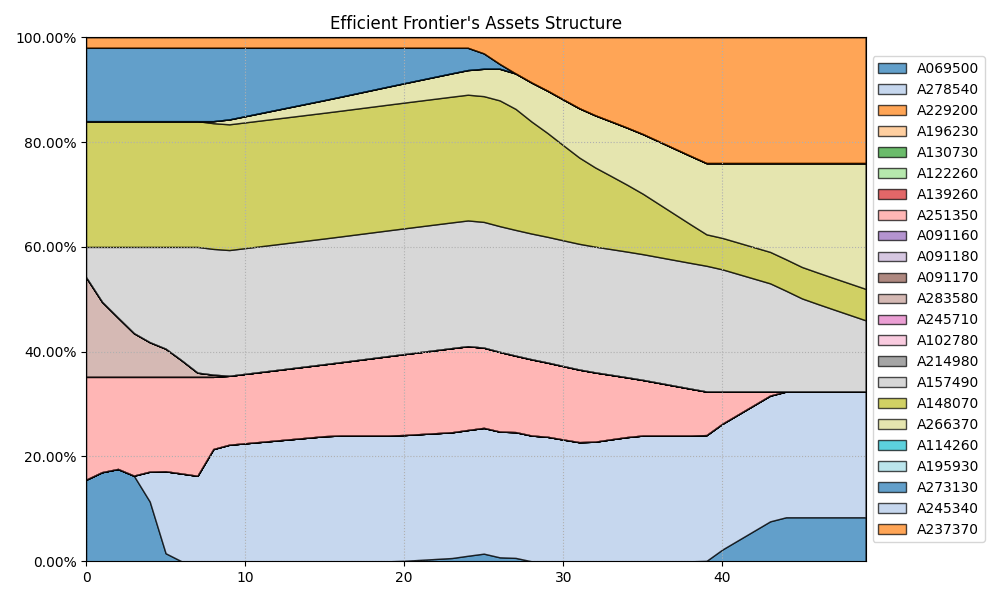 Efficient Frontier's Assets Structure
100.00%
80.00%
60.00%
40.00%
20.00%
0.00%
0
10
20
30
40
A069500
A278540
A229200
A196230
A130730
A122260
A139260
A251350
A091160
A091180
A091170
A283580
A245710
A102780
A214980
A157490
A148070
A266370
A114260
A195930
A273130
A245340
A237370